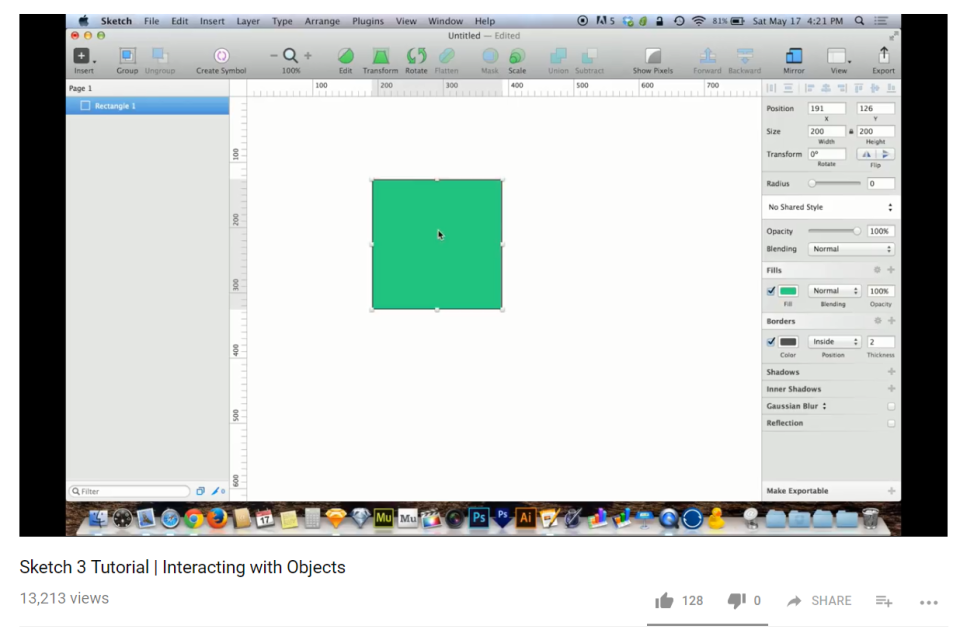 Sketch File Edit Insert Layer Type Arrange Plugins View Window Help 5 81% Sat May 17 4:21 PM
Untitled — Edited
Insert Group Ungroup Create Symbol 100% Edit Transform Rotate Flatten Mask Scale Union Subtract Show Pixels Forward Backward Mirror View Export
Page 1
100 200 300 400 500 600 700
Rectangle 1
100
200
300
400
500
600
Position 191 126
X Y
Size 200 200
Width Height
Transform 0°
Rotate Flip
Radius 0
No Shared Style
Opacity 100%
Blending Normal
Fills
Normal 100%
Fill Blending Opacity
Borders
Inside 2
Color Position Thickness
Shadows
Inner Shadows
Gaussian Blur
Reflection
Filter 0
Make Exportable
17 Mu Mu Ps Ps Ai
Sketch 3 Tutorial | Interacting with Objects
13,213 views
128 0 SHARE